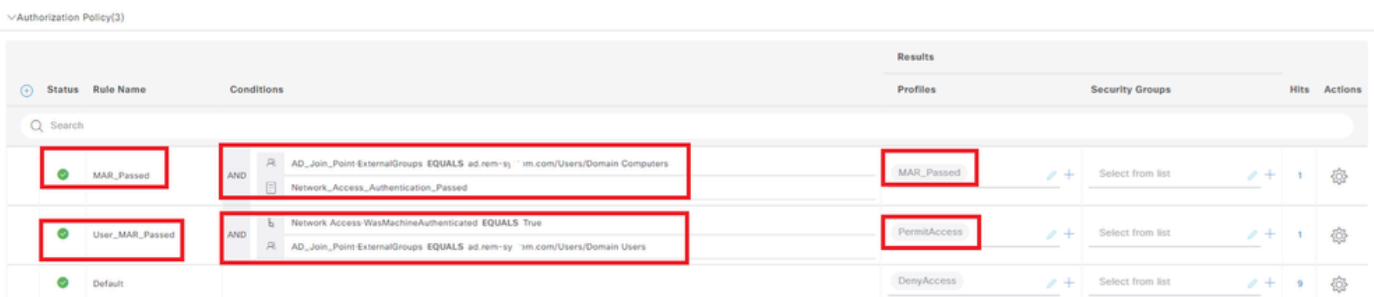 Authorization Policy(3)
Results
Status Rule Name Conditions Profiles Security Groups Hits Actions
Search
MAR_Passed AND AD_Join_Point·ExternalGroups EQUALS Computers MAR_Passed Select from list 1
Network_Access_Authentication_Passed
User_MAR_Passed AND Network Access·WasMachineAuthenticated EQUALS True PermitAccess Select from list 1
AD_Join_Point·ExternalGroups EQUALS Users
Default DenyAccess Select from list 9